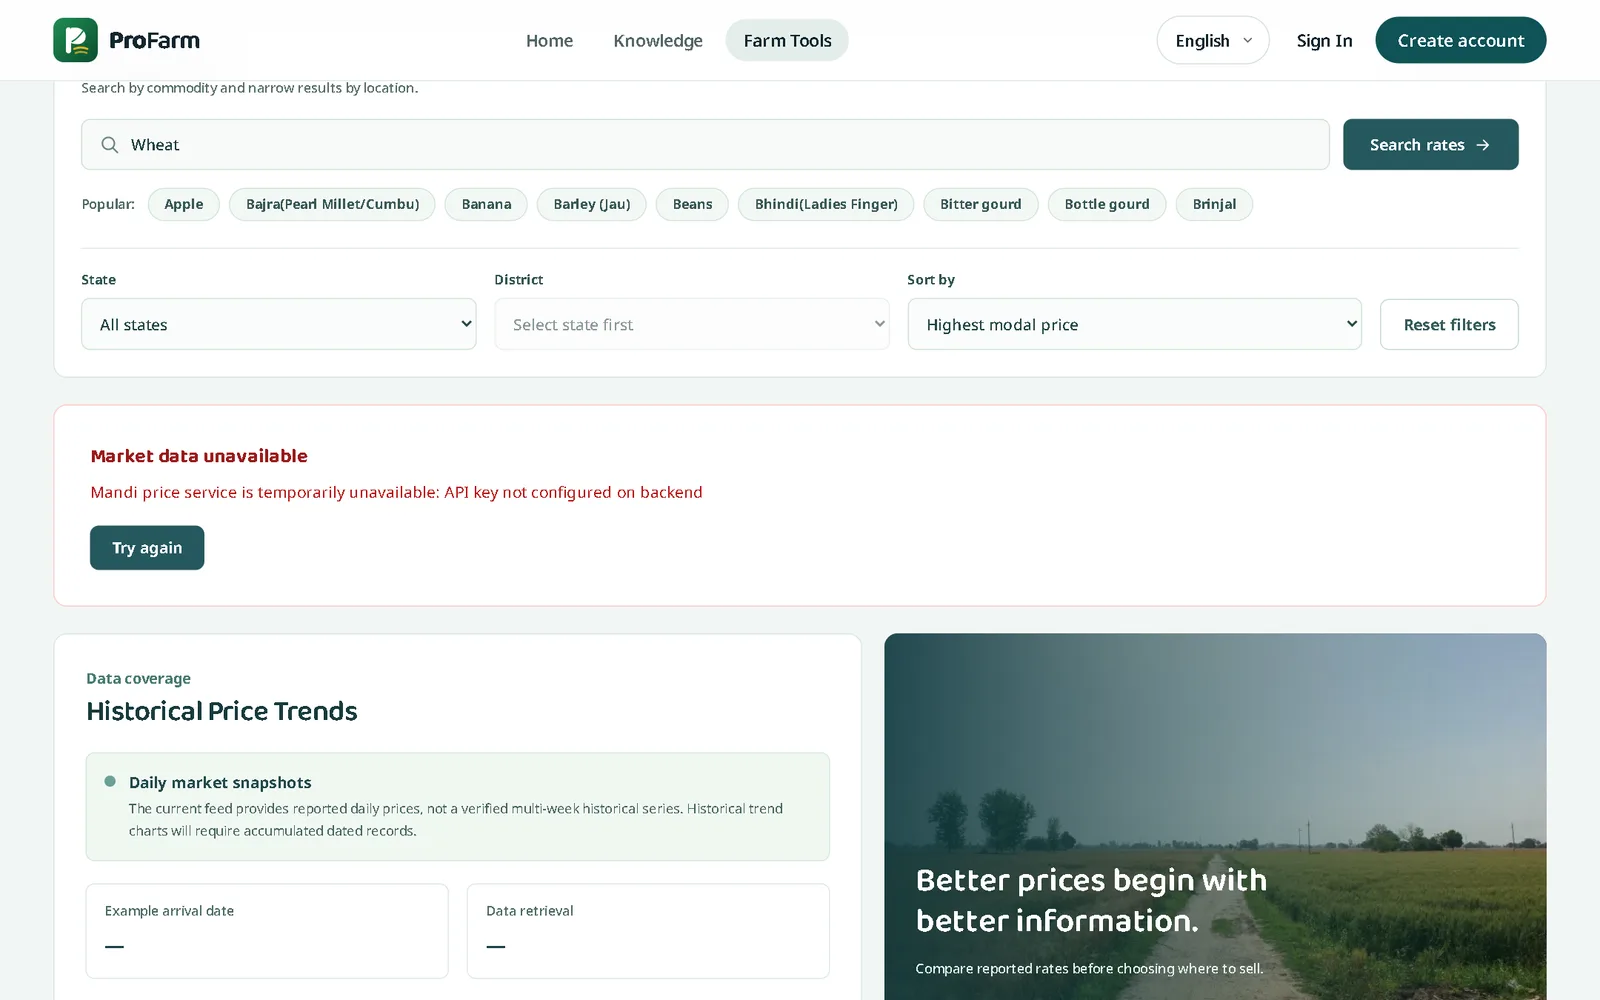 ProFarm
Home
Knowledge
Farm Tools
English
Sign In
Create account
Search by commodity and narrow results by location.
Wheat
Search rates →
Popular:
Apple
Bajra(Pearl Millet/Cumbu)
Banana
Barley (Jau)
Beans
Bhindi(Ladies Finger)
Bitter gourd
Bottle gourd
Brinjal
State
District
Sort by
All states
Select state first
Highest modal price
Reset filters
Market data unavailable
Mandi price service is temporarily unavailable: API key not configured on backend
Try again
Data coverage
Historical Price Trends
Daily market snapshots
The current feed provides reported daily prices, not a verified multi-week historical series. Historical trend
charts will require accumulated dated records.
Example arrival date
—
Data retrieval
—
Better prices begin with
better information.
Compare reported rates before choosing where to sell.